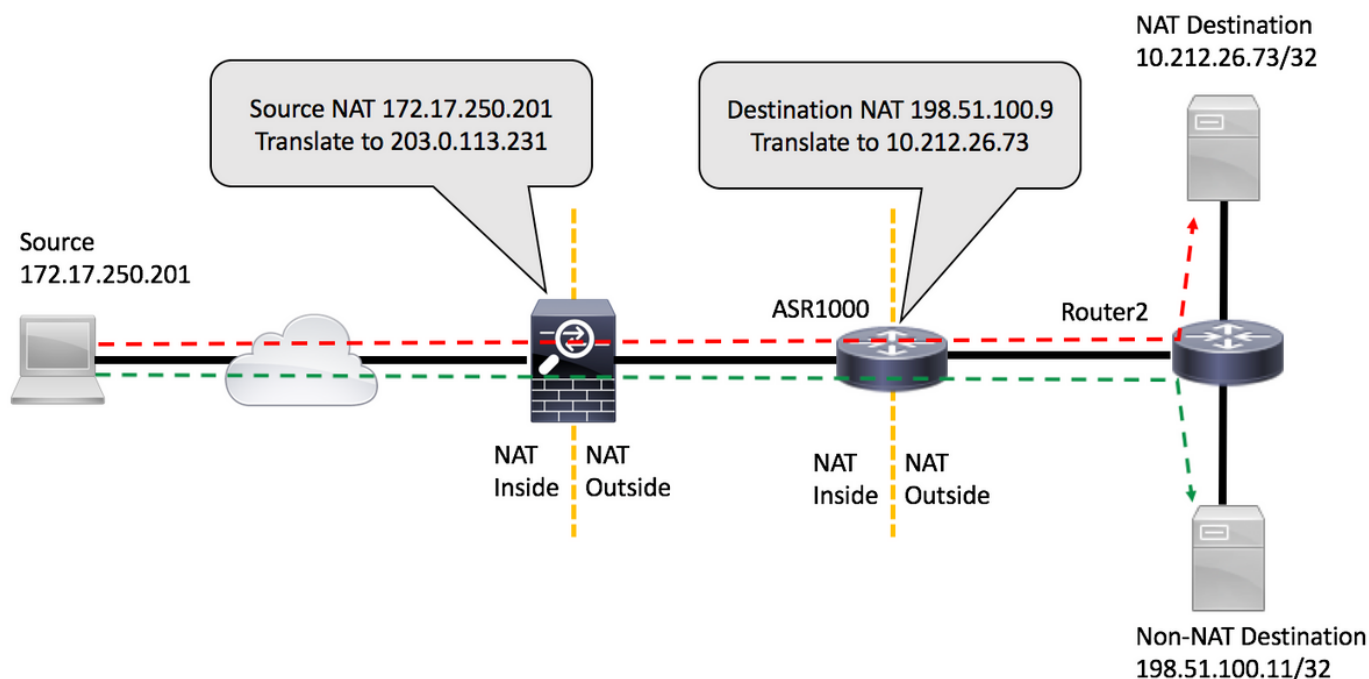 NAT Destination
10.212.26.73/32
Source NAT 172.17.250.201
Translate to 203.0.113.231
Destination NAT 198.51.100.9
Translate to 10.212.26.73
Source
172.17.250.201
ASR1000
Router2
NAT
Inside
NAT
Outside
NAT
Inside
NAT
Outside
Non-NAT Destination
198.51.100.11/32